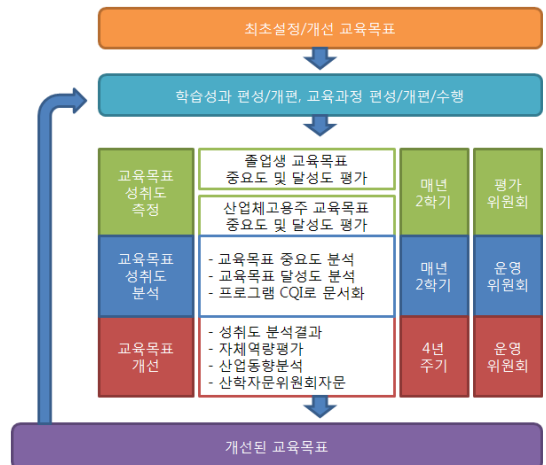 최초설정/개선 교육목표
학습성과 편성/개편, 교육과정 편성/개편/수행
교육목표
성취도
측정
졸업생 교육목표
중요도 및 달성도 평가
산업체고용주 교육목표
중요도 및 달성도 평가
매년
2학기
평가
위원회
교육목표
성취도
분석
- 교육목표 중요도 분석
- 교육목표 달성도 분석
- 프로그램 CQI로 문서화
매년
2학기
운영
위원회
교육목표
개선
- 성취도 분석결과
- 자체역량평가
- 산업동향분석
- 산학자문위원회자문
4년
주기
운영
위원회
개선된 교육목표